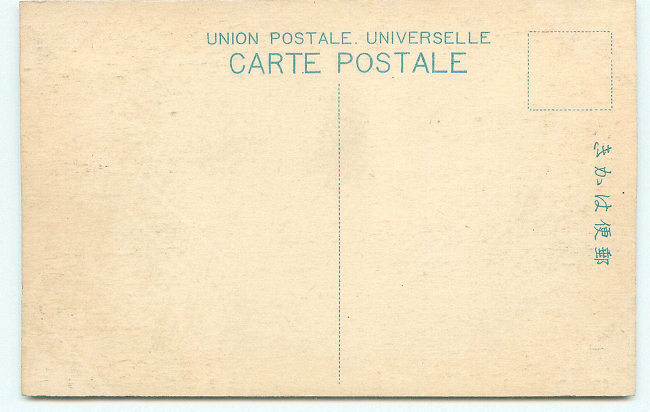 UNION POSTALE. UNIVERSELLE
CARTE POSTALE
きかは便郵